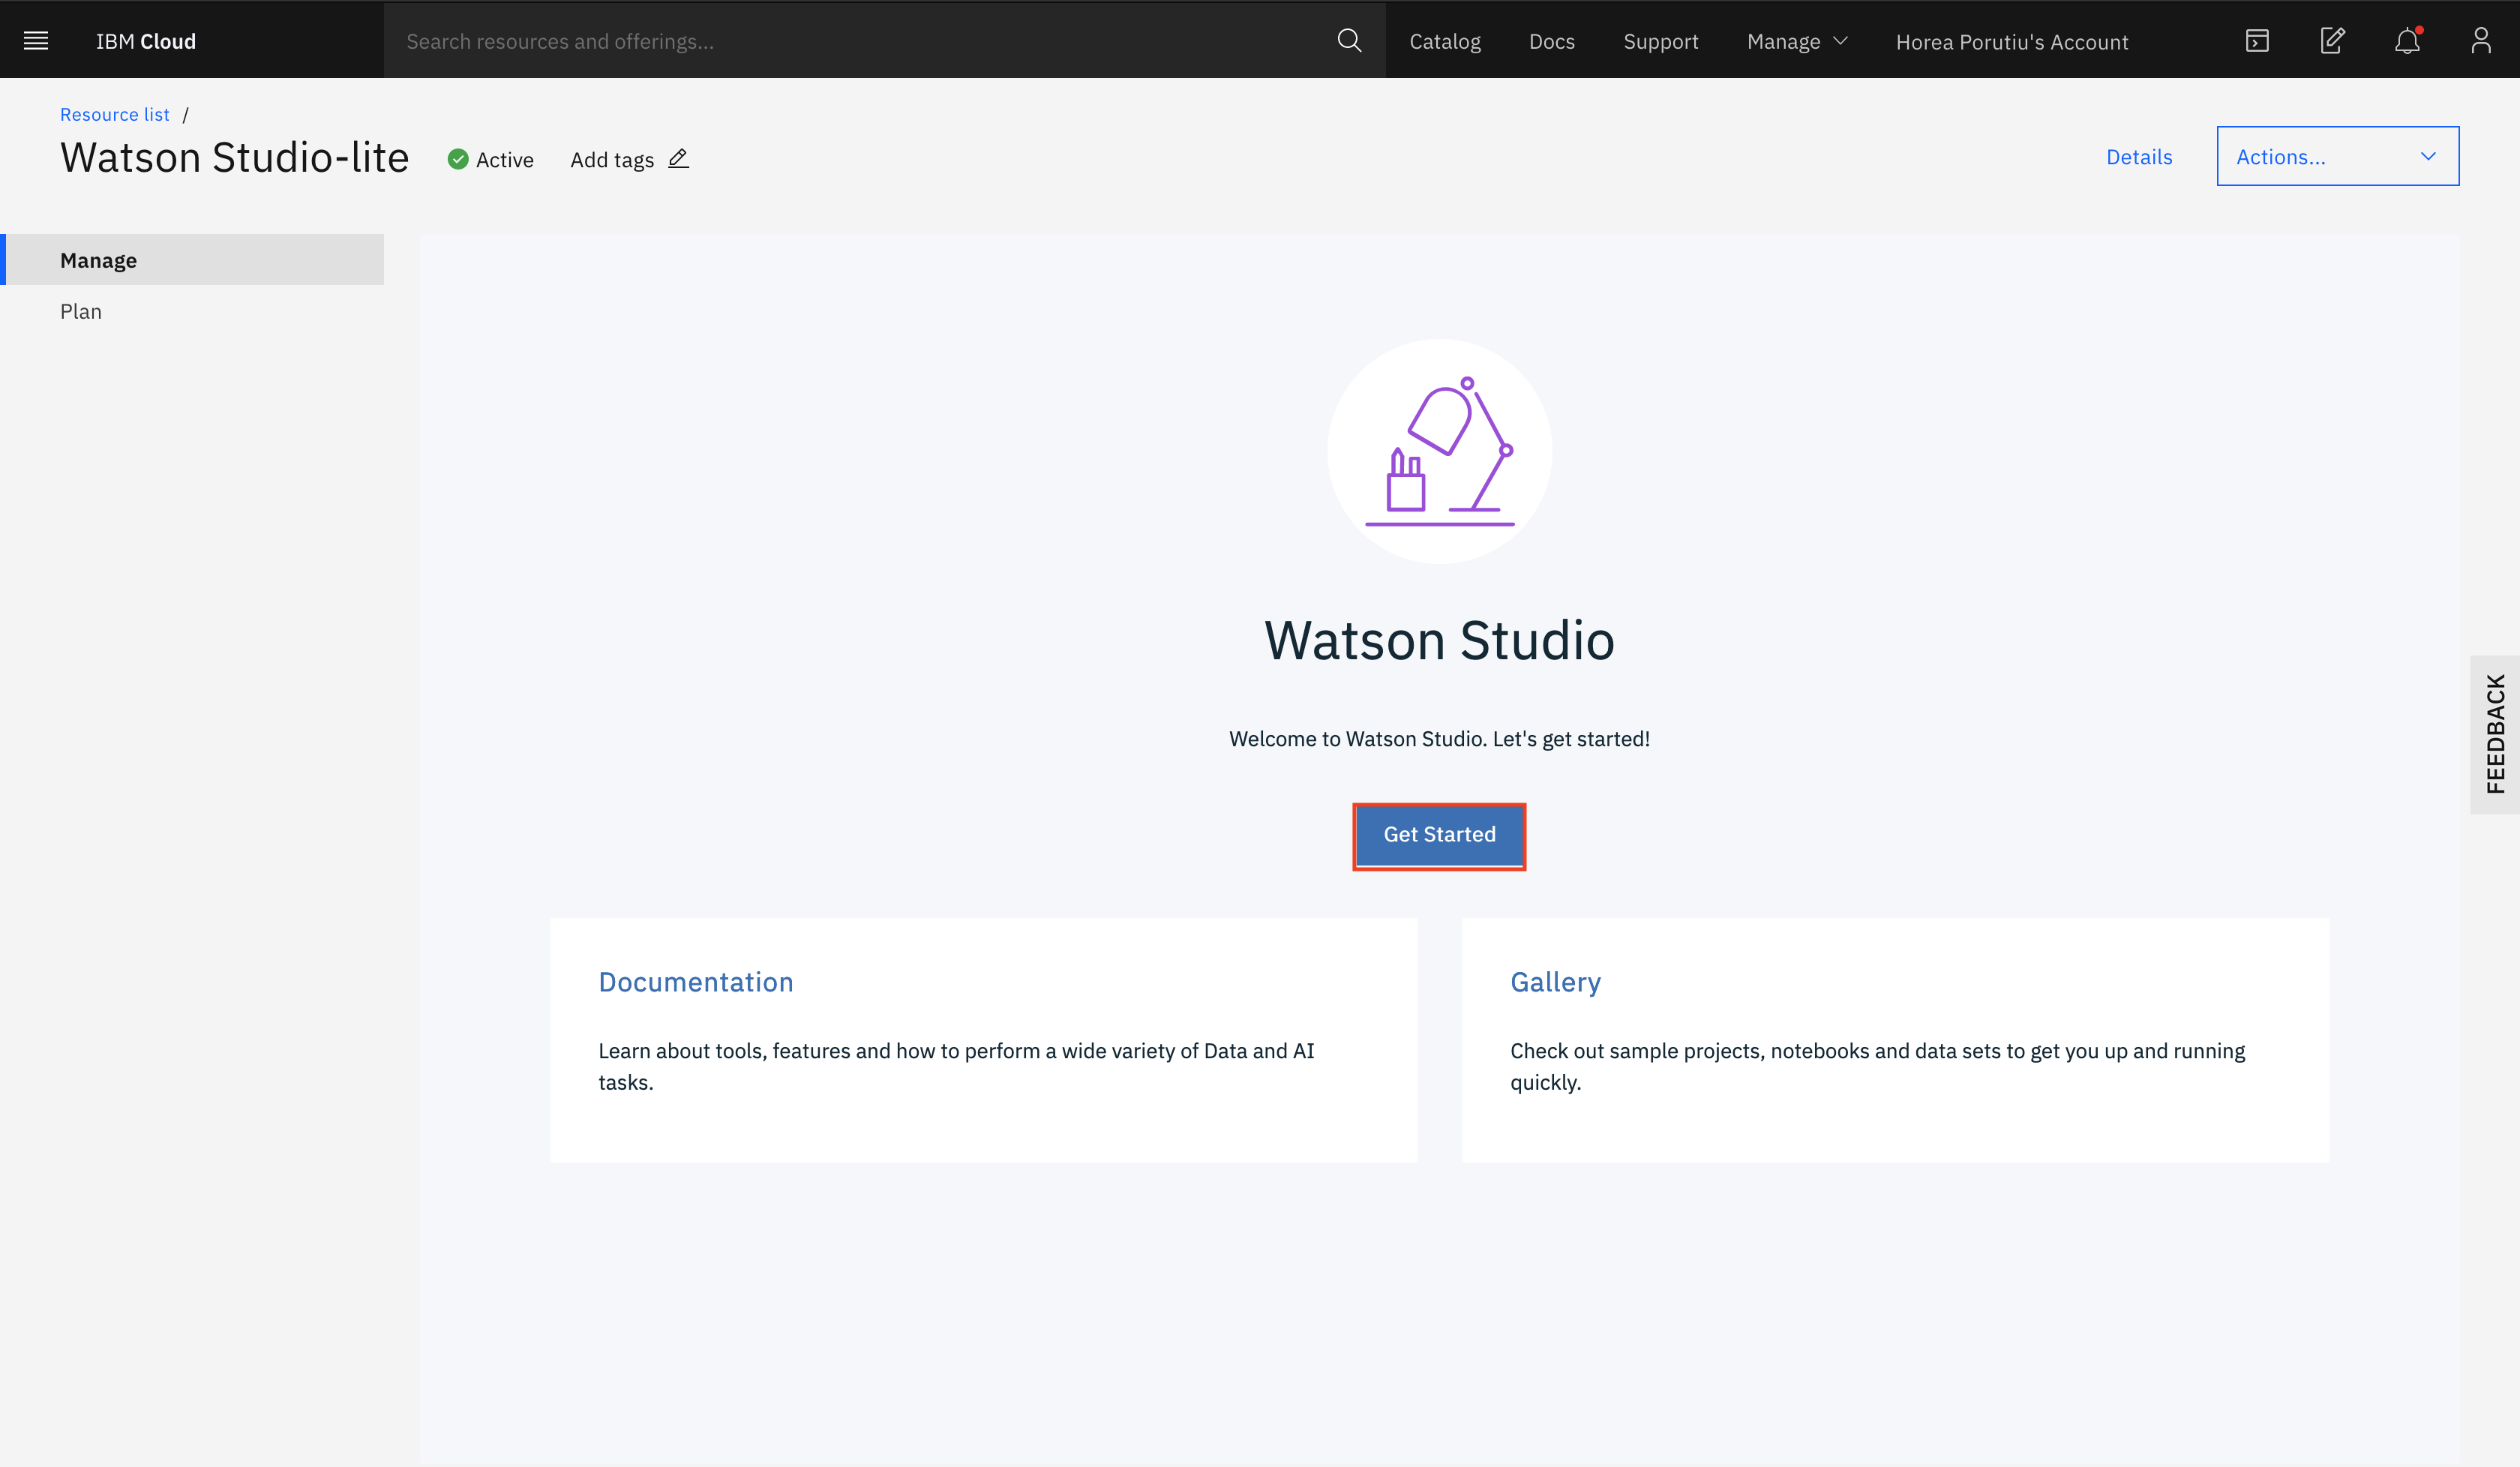 IBM Cloud
Search resources and offerings...
Catalog
Docs
Support
Manage
Horea Porutiu's Account
Resource list /
Watson Studio-lite
Active
Add tags
Details
Actions...
Manage
Plan
Watson Studio
Welcome to Watson Studio. Let's get started!
Get Started
FEEDBACK
Documentation
Learn about tools, features and how to perform a wide variety of Data and AI
tasks.
Gallery
Check out sample projects, notebooks and data sets to get you up and running
quickly.